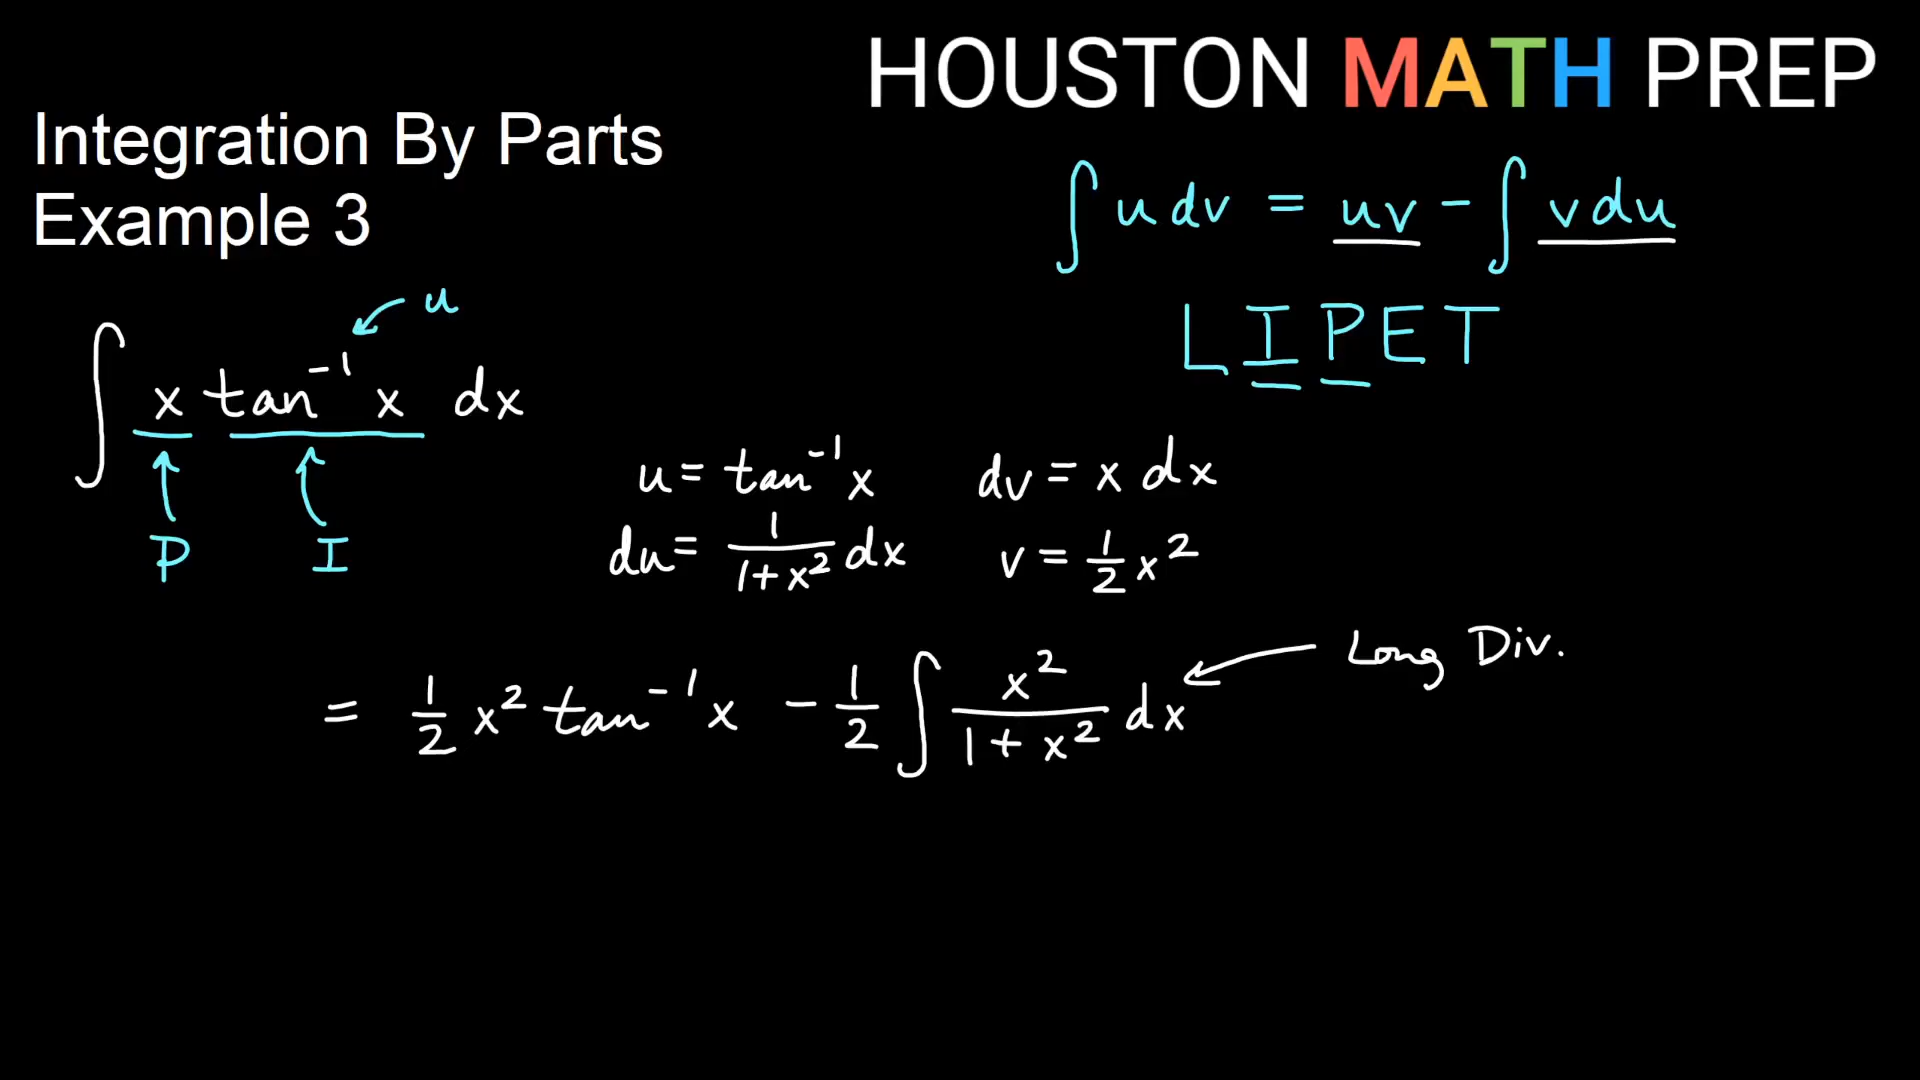 HOUSTON MATH PREP
Integration By Parts
Example 3
∫ u dv = uv - ∫ v du
LIPET
u
∫ x tan⁻¹ x dx
P I
u = tan⁻¹ x dv = x dx
du = 1/(1+x²) dx v = 1/2 x²
= 1/2 x² tan⁻¹ x - 1/2 ∫ x²/(1+x²) dx Long Div.